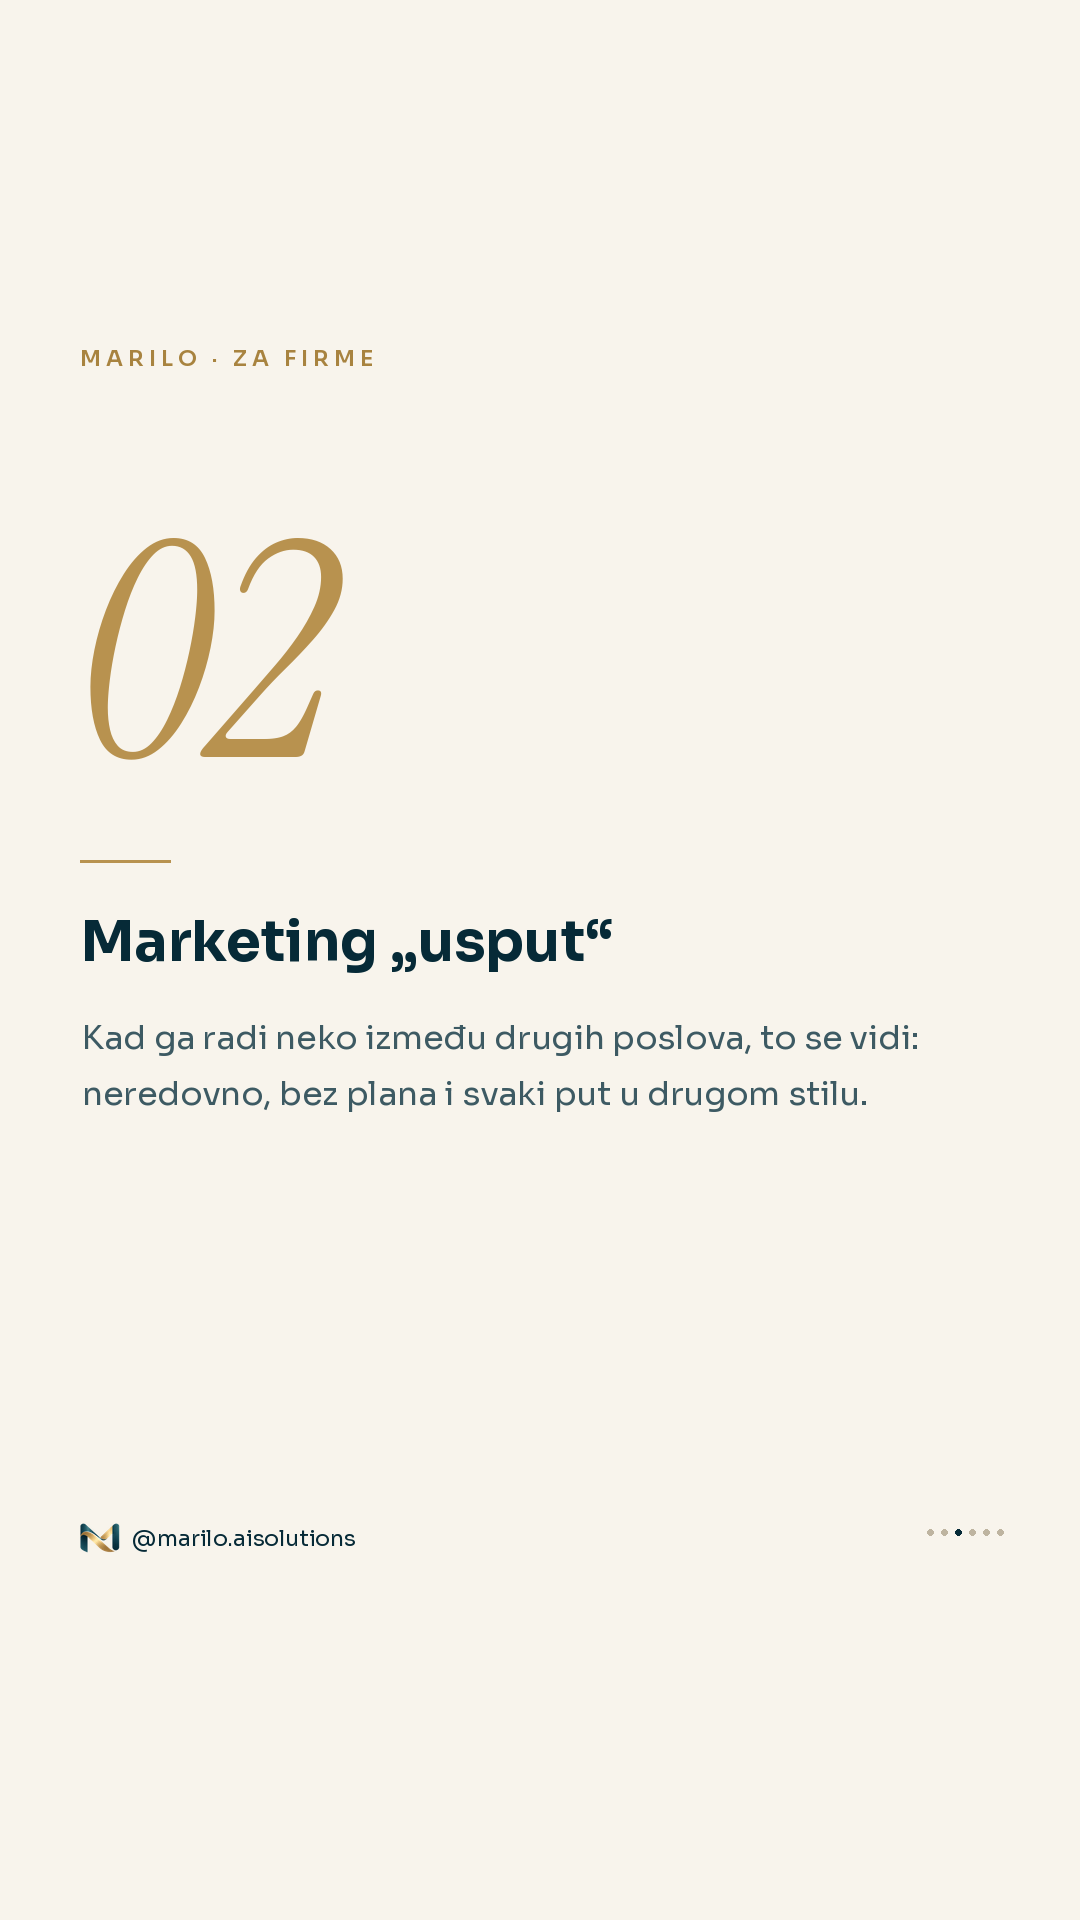 MARILO · ZA FIRME
02
Marketing „usput“
Kad ga radi neko između drugih poslova, to se vidi:
neredovno, bez plana i svaki put u drugom stilu.
@marilo.aisolutions